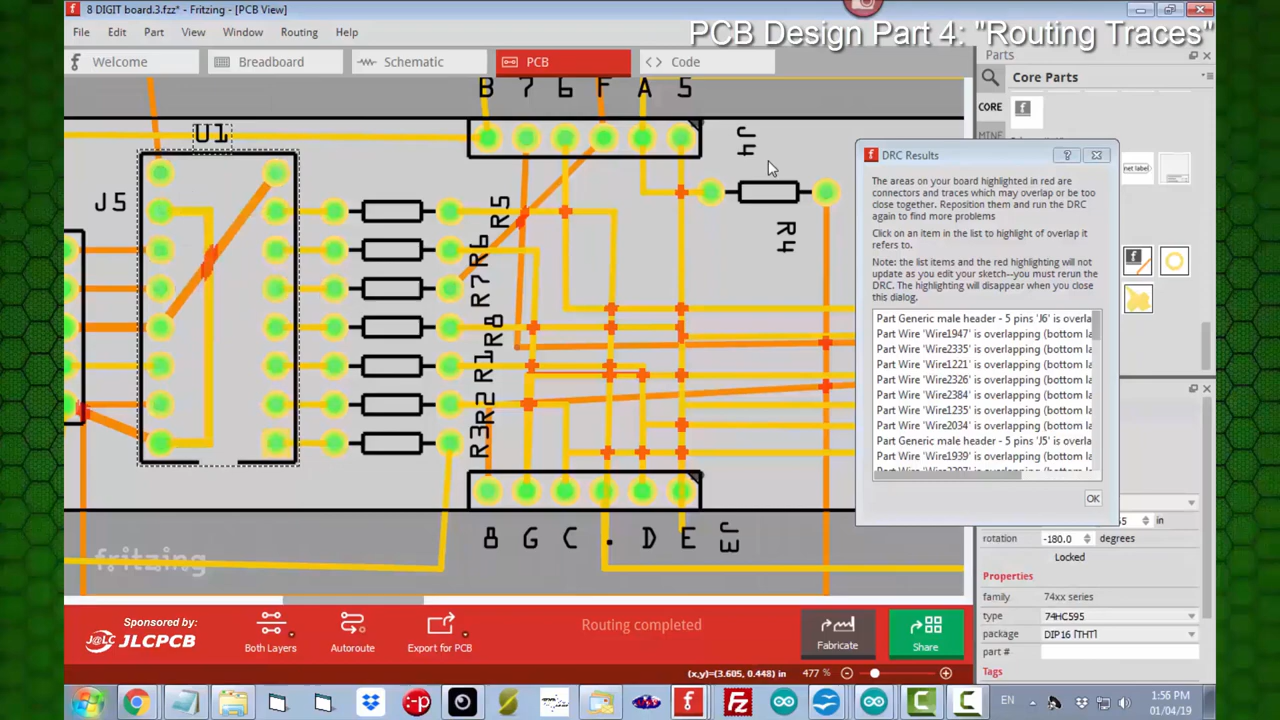 8 DIGIT board.3.fzz* - Fritzing - [PCB View]
PCB Design Part 4: "Routing Traces"
File Edit Part View Window Routing Help
Welcome Breadboard Schematic PCB Code
Parts
Core Parts
CORE
MINE
net label
B 7 6 F A 5
J4
U1
J5
R5
R6
R7
R8
R1
R2
R3
R4
8 G C . D E
J3
fritzing
DRC Results
The areas on your board highlighted in red are
connectors and traces which may overlap or be too
close together. Reposition them and run the DRC
again to find more problems
Click on an item in the list to highlight of overlap it
refers to.
Note: the list items and the red highlighting will not
update as you edit your sketch--you must rerun the
DRC. The highlighting will disappear when you close
this dialog.
Part Generic male header - 5 pins 'J6' is overla
Part Wire 'Wire1947' is overlapping (bottom la
Part Wire 'Wire2335' is overlapping (bottom la
Part Wire 'Wire1221' is overlapping (bottom la
Part Wire 'Wire2326' is overlapping (bottom la
Part Wire 'Wire2384' is overlapping (bottom la
Part Wire 'Wire1235' is overlapping (bottom la
Part Wire 'Wire2034' is overlapping (bottom la
Part Generic male header - 5 pins 'J5' is overla
Part Wire 'Wire1939' is overlapping (bottom la
OK
in
rotation -180.0 degrees
Locked
Properties
family 74xx series
type 74HC595
package DIP16 [THT]
part #
Tags
Sponsored by:
J@LC JLCPCB
Both Layers
Autoroute
Export for PCB
Routing completed
Fabricate
Share
(x,y)=(3.605, 0.448) in 477 %
EN
1:56 PM
01/04/19